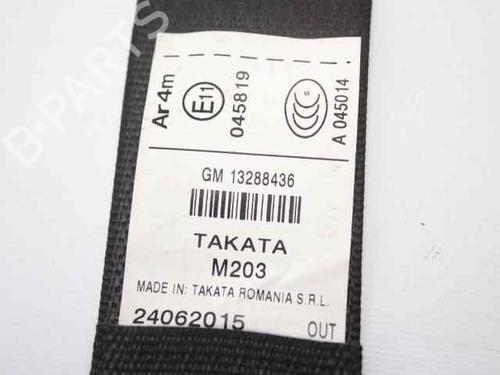 Ar4m
E11
045819
S
A 045014
GM 13288436
TAKATA
M203
MADE IN: TAKATA ROMANIA S.R.L.
24062015 OUT
B-PARTS